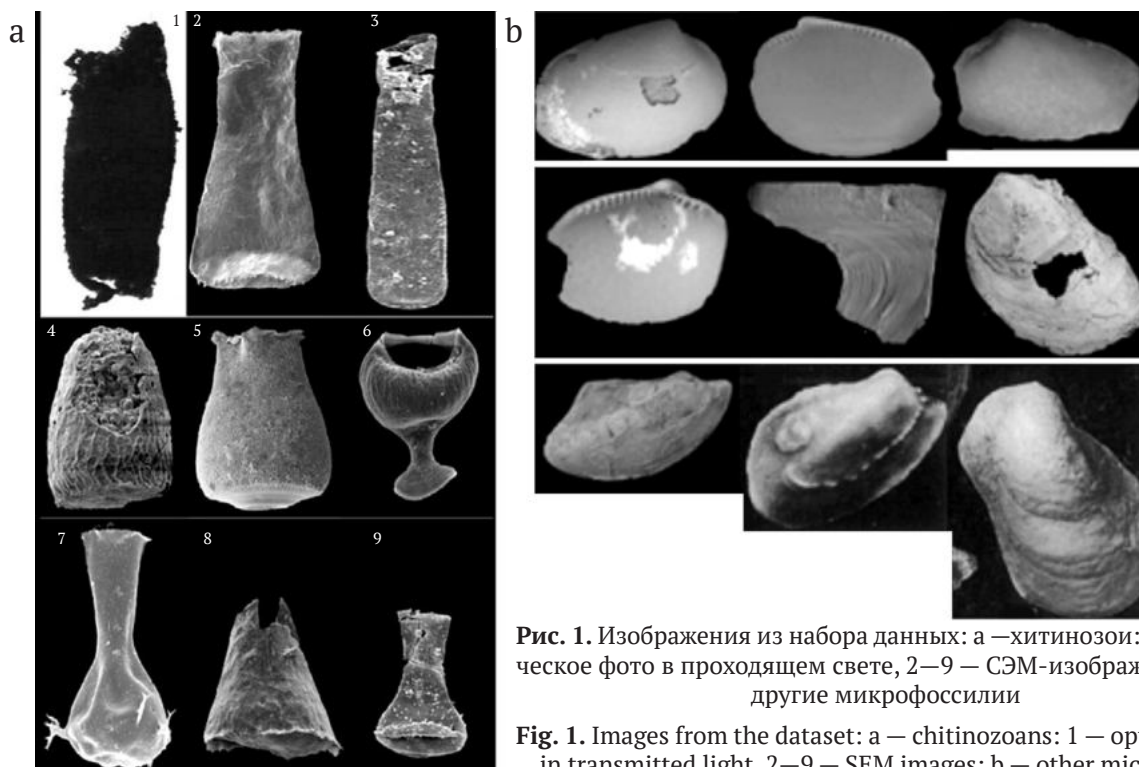 a
1 2 3
4 5 6
7 8 9
b
Рис. 1. Изображения из набора данных: а —хитинозои:
ческое фото в проходящем свете, 2—9 — СЭМ-изображ
другие микрофоссилии
Fig. 1. Images from the dataset: a — chitinozoans: 1 — op
in transmitted light, 2—9 — SEM images; b — other mic